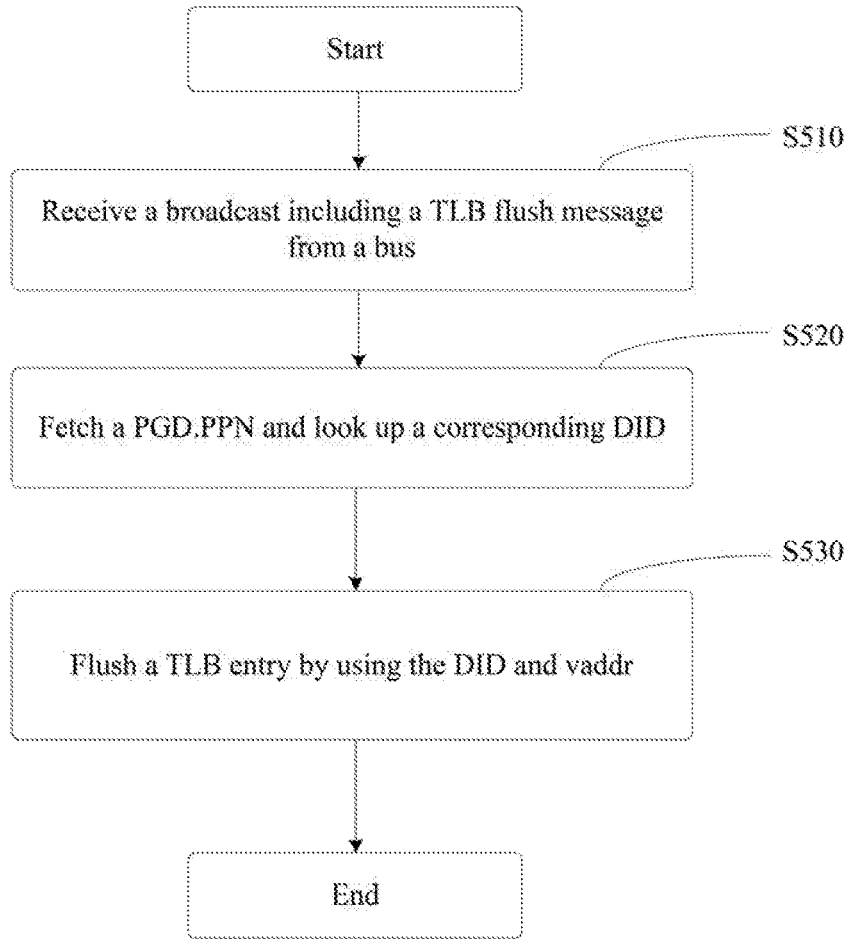 Start
S510
Receive a broadcast including a TLB flush message
from a bus
S520
Fetch a PGD.PPN and look up a corresponding DID
S530
Flush a TLB entry by using the DID and vaddr
End